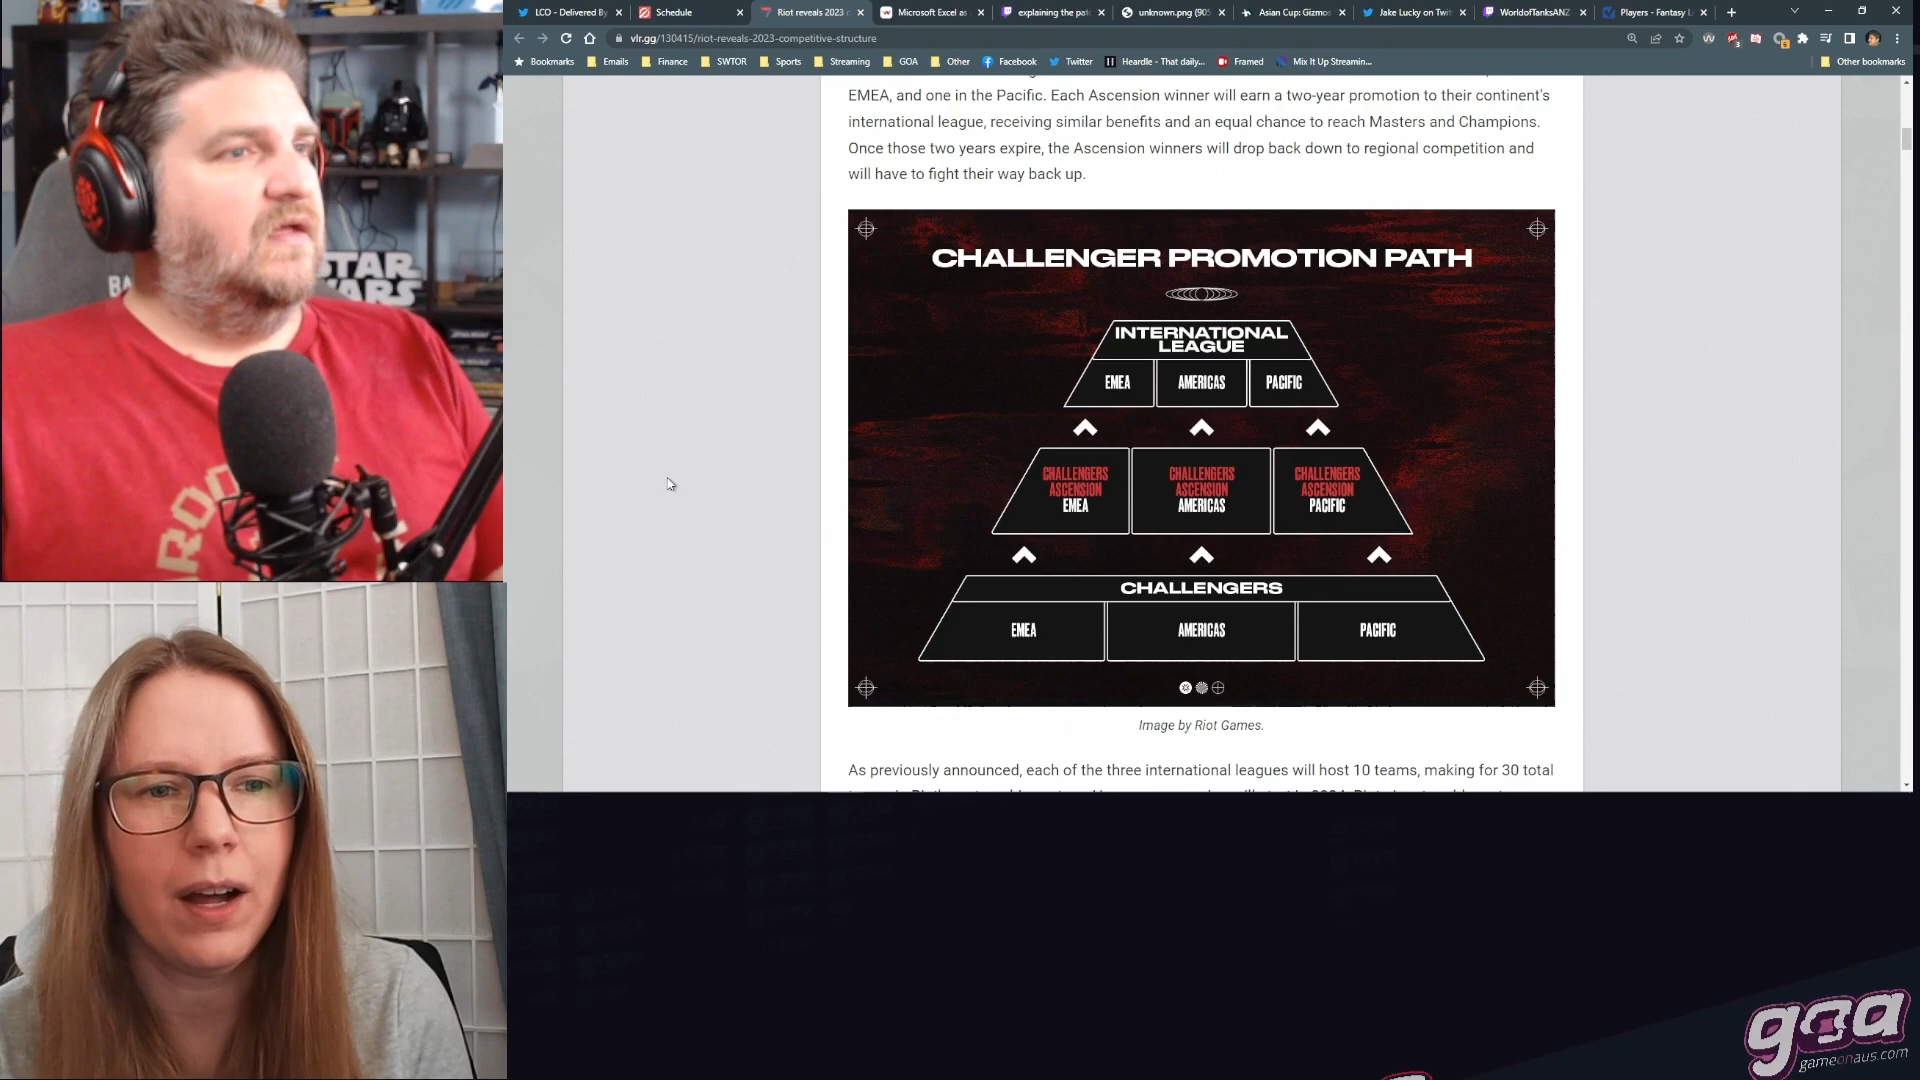 LCO - Delivered By
Schedule
Riot reveals 2023
Microsoft Excel as
explaining the pat
unknown.png (905
Asian Cup: Gizmo
Jake Lucky on Twit
WorldofTanksANZ
Players - Fantasy L
vlr.gg/130415/riot-reveals-2023-competitive-structure
Bookmarks
Emails
Finance
SWTOR
Sports
Streaming
GOA
Other
Facebook
Twitter
Heardle - That daily...
Framed
Mix It Up Streamin...
Other bookmarks
EMEA, and one in the Pacific. Each Ascension winner will earn a two-year promotion to their continent's
international league, receiving similar benefits and an equal chance to reach Masters and Champions.
Once those two years expire, the Ascension winners will drop back down to regional competition and
will have to fight their way back up.
CHALLENGER PROMOTION PATH
INTERNATIONAL
LEAGUE
EMEA
AMERICAS
PACIFIC
CHALLENGERS
ASCENSION
EMEA
CHALLENGERS
ASCENSION
AMERICAS
CHALLENGERS
ASCENSION
PACIFIC
CHALLENGERS
EMEA
AMERICAS
PACIFIC
Image by Riot Games.
As previously announced, each of the three international leagues will host 10 teams, making for 30 total
STAR
WARS
BA
goa
gameonaus.com